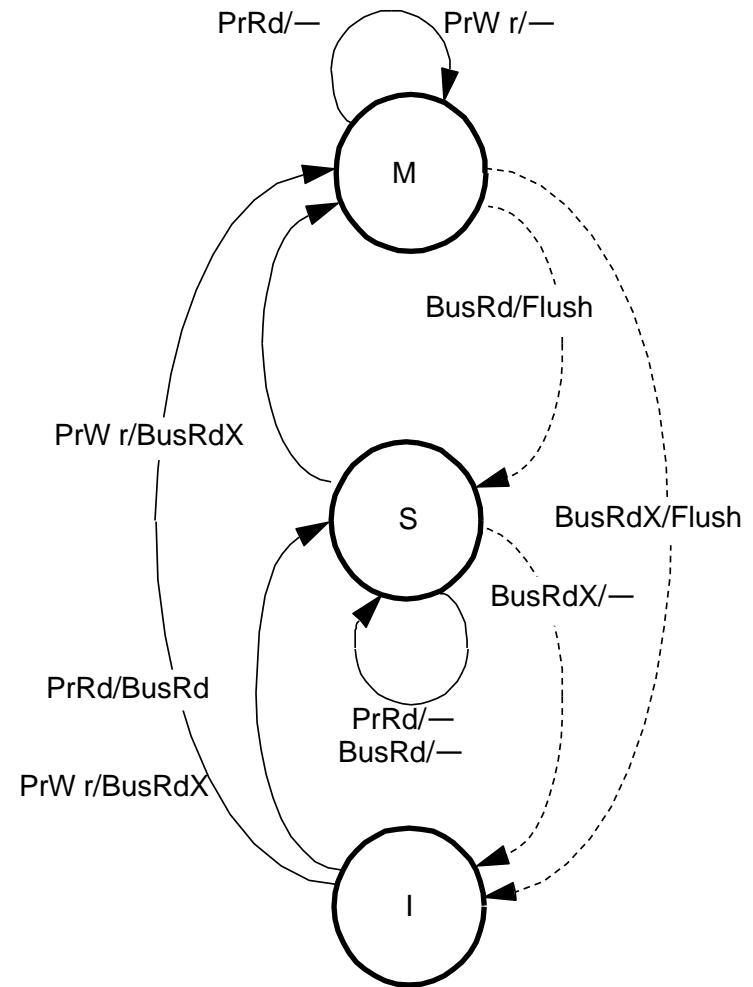 PrRd/— PrW r/—
M
BusRd/Flush
PrW r/BusRdX
S
BusRdX/Flush
BusRdX/—
PrRd/BusRd
PrRd/—
BusRd/—
PrW r/BusRdX
I